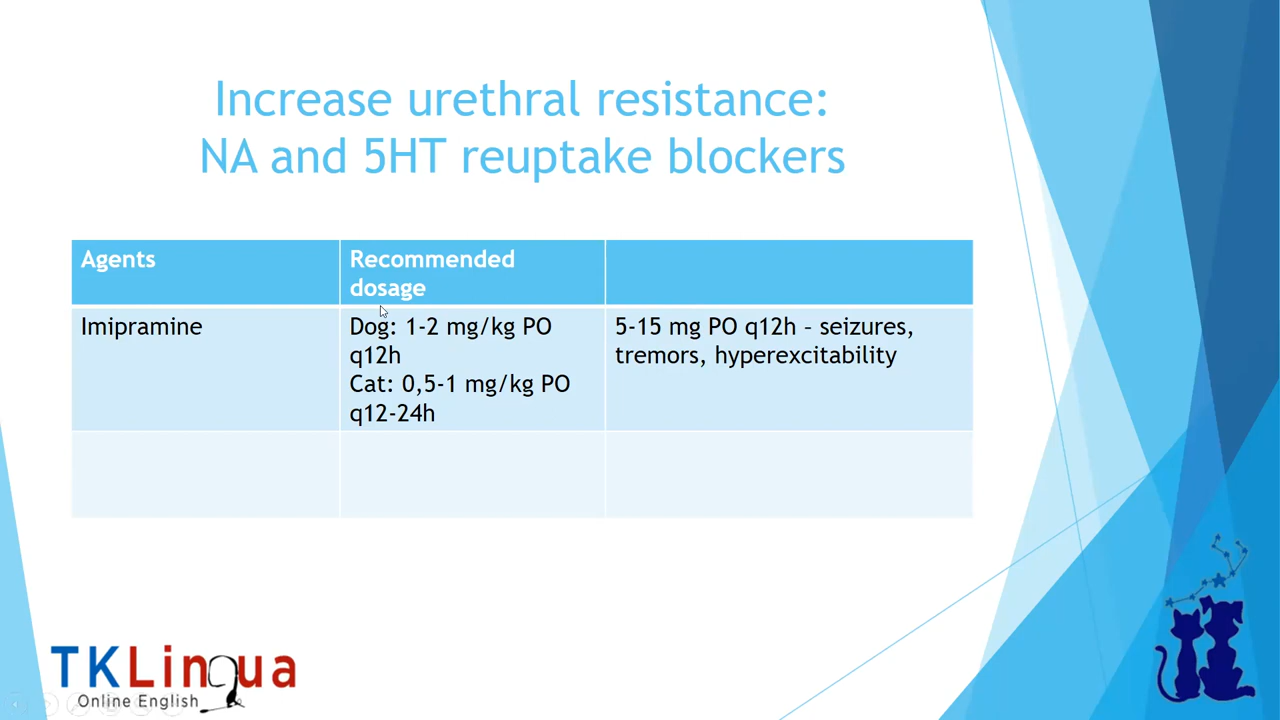 Increase urethral resistance:
NA and 5HT reuptake blockers
Agents
Recommended
dosage
Imipramine
Dog: 1-2 mg/kg PO
q12h
Cat: 0,5-1 mg/kg PO
q12-24h
5-15 mg PO q12h – seizures,
tremors, hyperexcitability
TKLingua
Online English